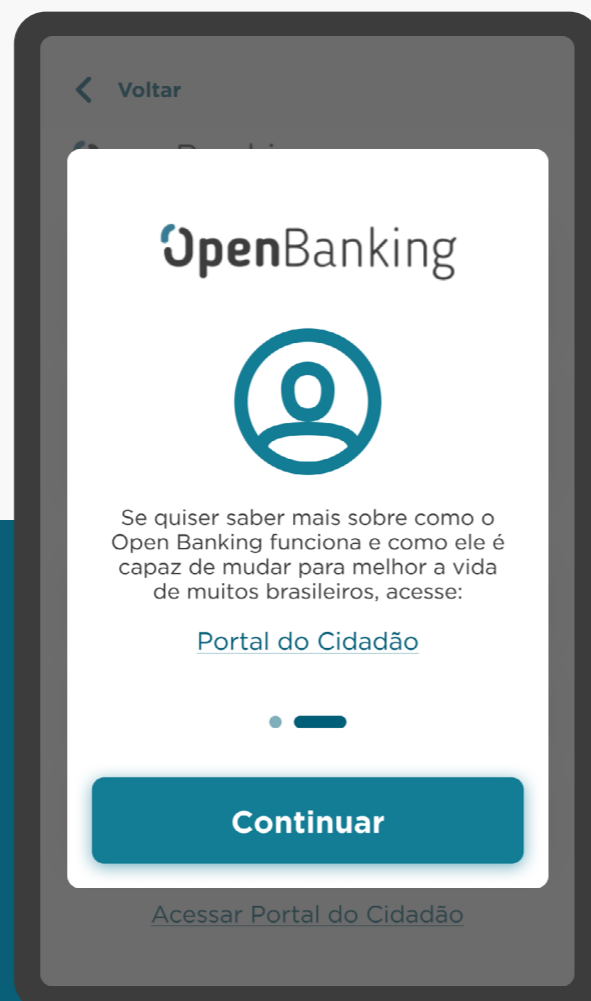 Voltar
OpenBanking
Se quiser saber mais sobre como o
Open Banking funciona e como ele é
capaz de mudar para melhor a vida
de muitos brasileiros, acesse:
Portal do Cidadão
Continuar
Acessar Portal do Cidadão